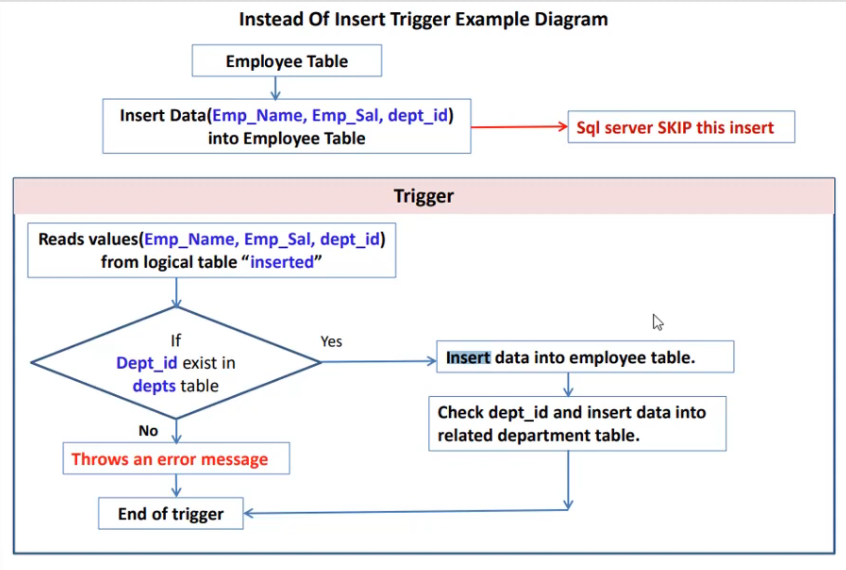 Instead Of Insert Trigger Example Diagram
Employee Table
Insert Data(Emp_Name, Emp_Sal, dept_id)
into Employee Table
Sql server SKIP this insert
Trigger
Reads values(Emp_Name, Emp_Sal, dept_id)
from logical table “inserted”
If
Dept_id exist in
depts table
Yes
Insert data into employee table.
Check dept_id and insert data into
related department table.
No
Throws an error message
End of trigger